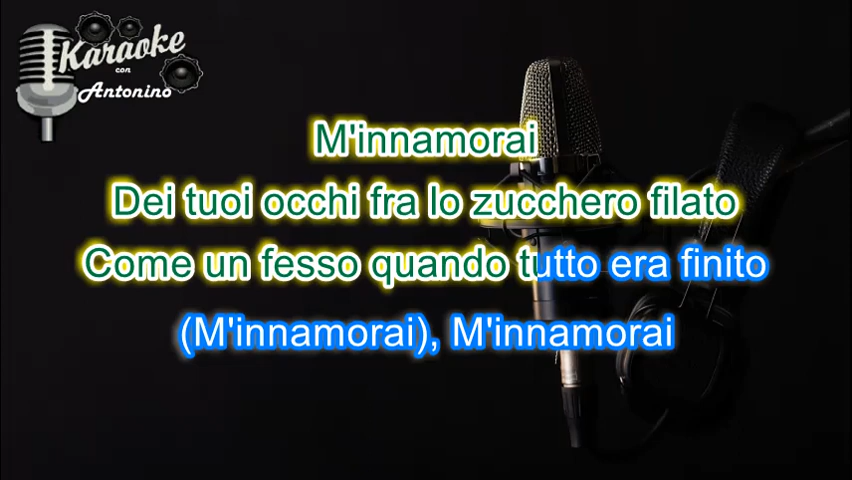 Karaoke
con
Antonino
M'innamorai
Dei tuoi occhi fra lo zucchero filato
Come un fesso quando tutto era finito
(M'innamorai), M'innamorai